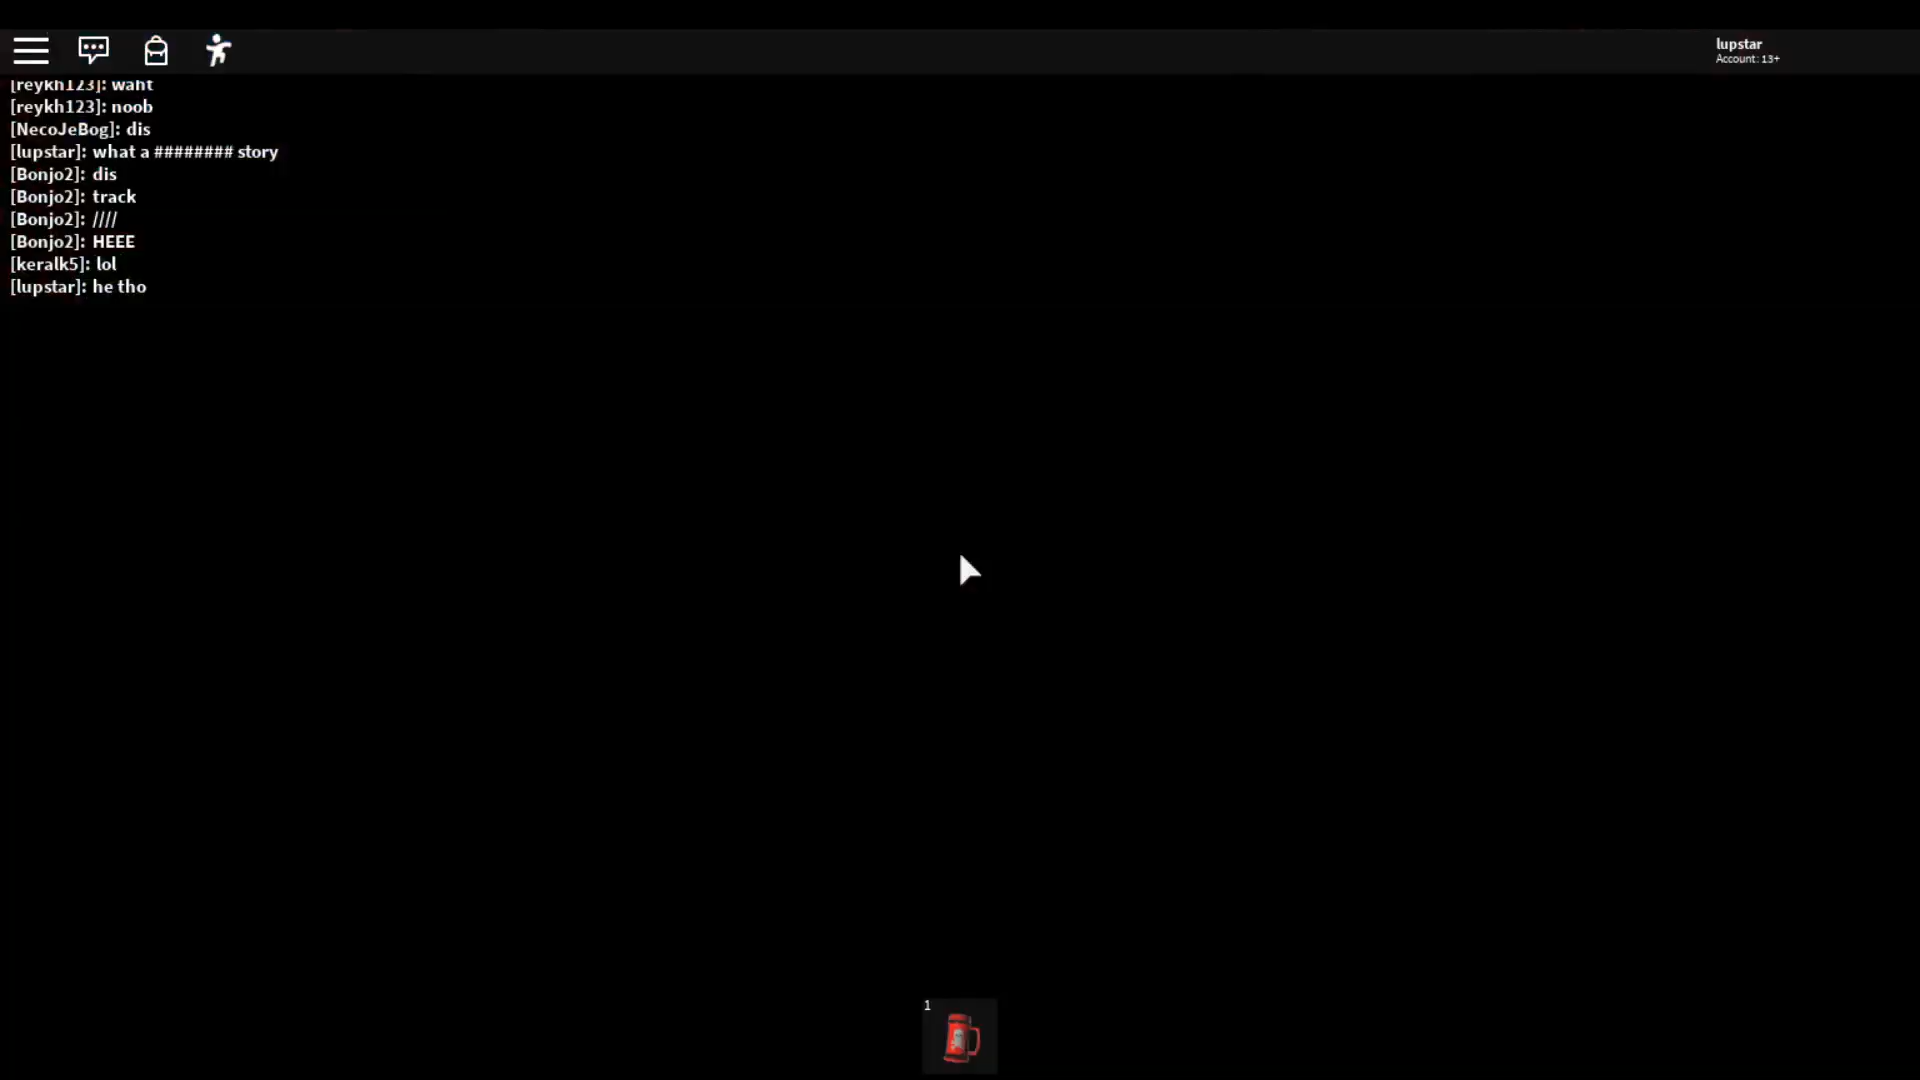 lupstar
Account: 13+
[reykh123]: waht
[reykh123]: noob
[NecoJeBog]: dis
[lupstar]: what a ######## story
[Bonjo2]: dis
[Bonjo2]: track
[Bonjo2]: ////
[Bonjo2]: HEEE
[keralk5]: lol
[lupstar]: he tho
1